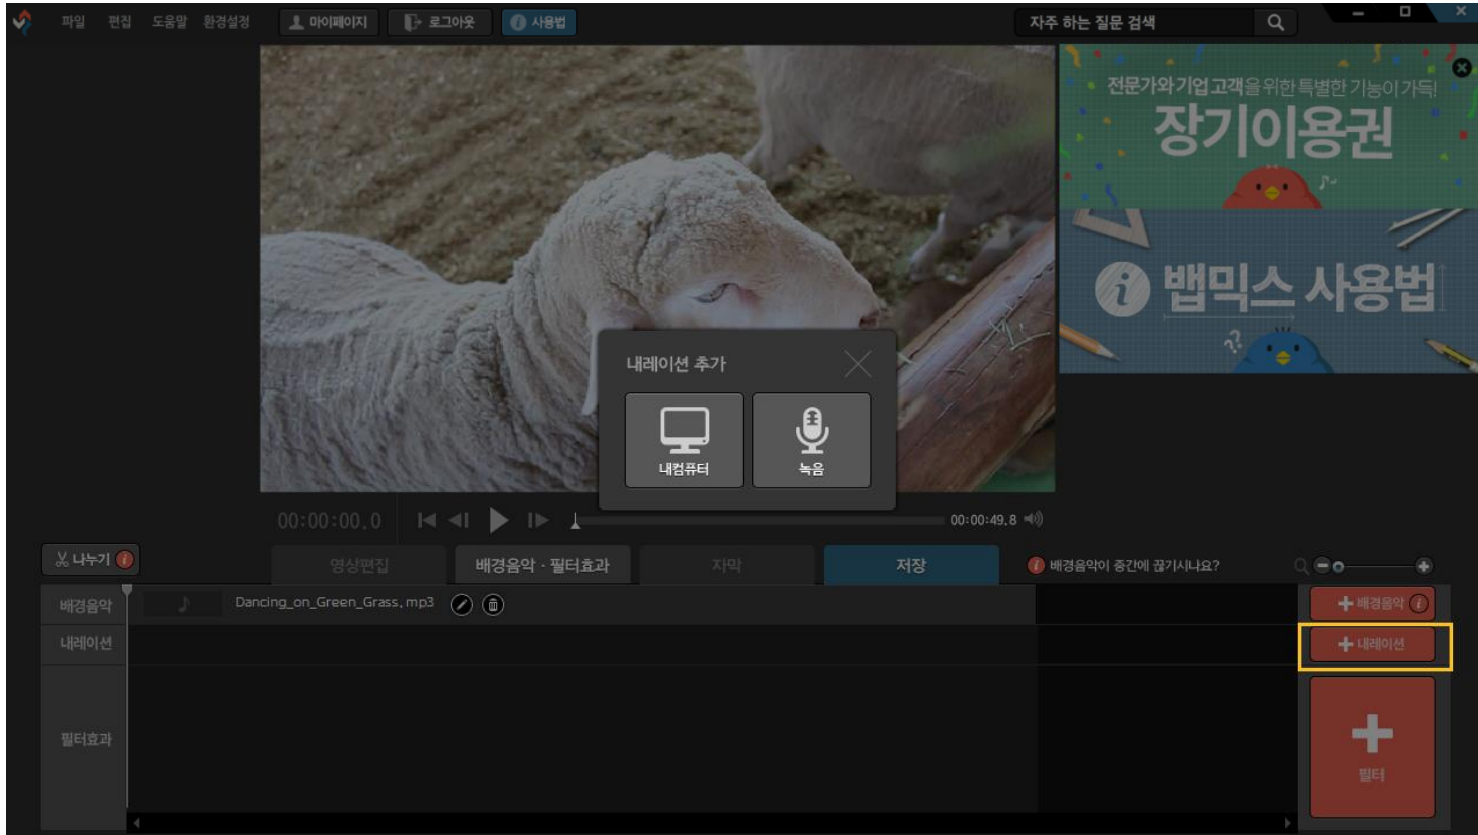 파일 편집 도움말 환경설정 마이페이지 로그아웃 사용법 자주 하는 질문 검색
전문가와 기업 고객을 위한 특별한 기능이 가득!
장기이용권
뱁믹스 사용법
내레이션 추가
내컴퓨터 녹음
00:00:00.0 00:00:49.8
나누기 영상편집 배경음악 · 필터효과 자막 저장 배경음악이 중간에 끊기시나요?
배경음악 Dancing_on_Green_Grass.mp3 배경음악
내레이션 내레이션
필터효과 필터